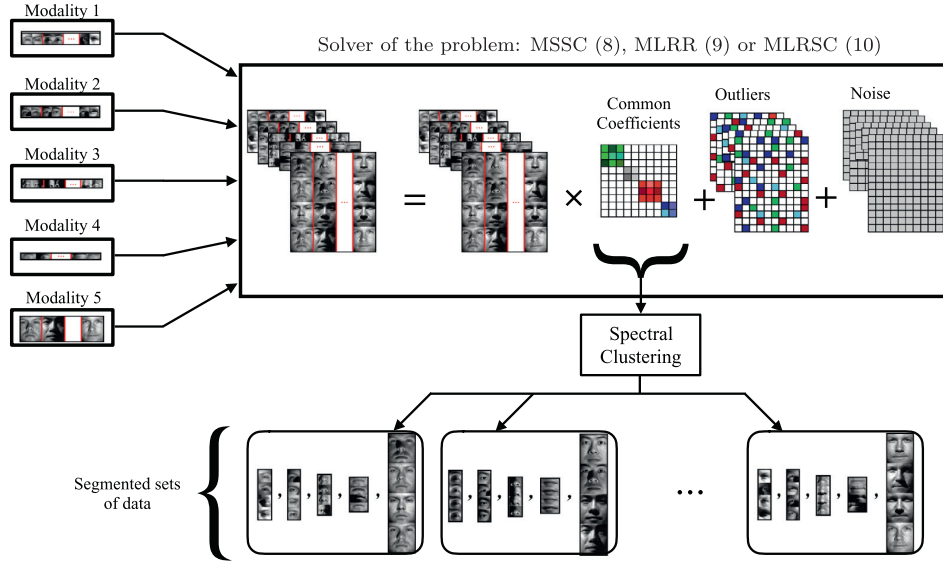 Modality 1
Modality 2
Modality 3
Modality 4
Modality 5
Solver of the problem: MSSC (8), MLRR (9) or MLRSC (10)
Common
Coefficients
Outliers
Noise
=
×
+
+
Spectral
Clustering
Segmented sets
of data
, , , ,
, , , ,
...
, , , ,